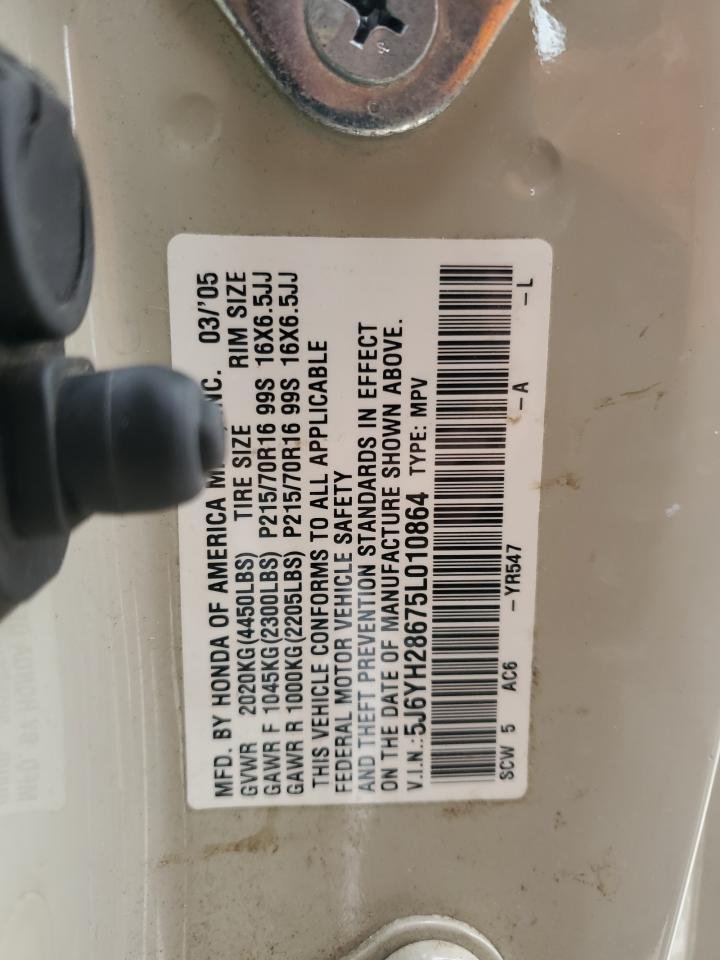 MFD. BY HONDA OF AMERICA INC. 03/'05
GVWR 2020KG(4450LBS) TIRE SIZE RIM SIZE
GAWR F 1045KG(2300LBS) P215/70R16 99S 16X6.5JJ
GAWR R 1000KG(2205LBS) P215/70R16 99S 16X6.5JJ
THIS VEHICLE CONFORMS TO ALL APPLICABLE
FEDERAL MOTOR VEHICLE SAFETY
AND THEFT PREVENTION STANDARDS IN EFFECT
ON THE DATE OF MANUFACTURE SHOWN ABOVE.
V.I.N.:5J6YH28675L010864 TYPE: MPV
SCW 5 AC6 – YR547 –A –L